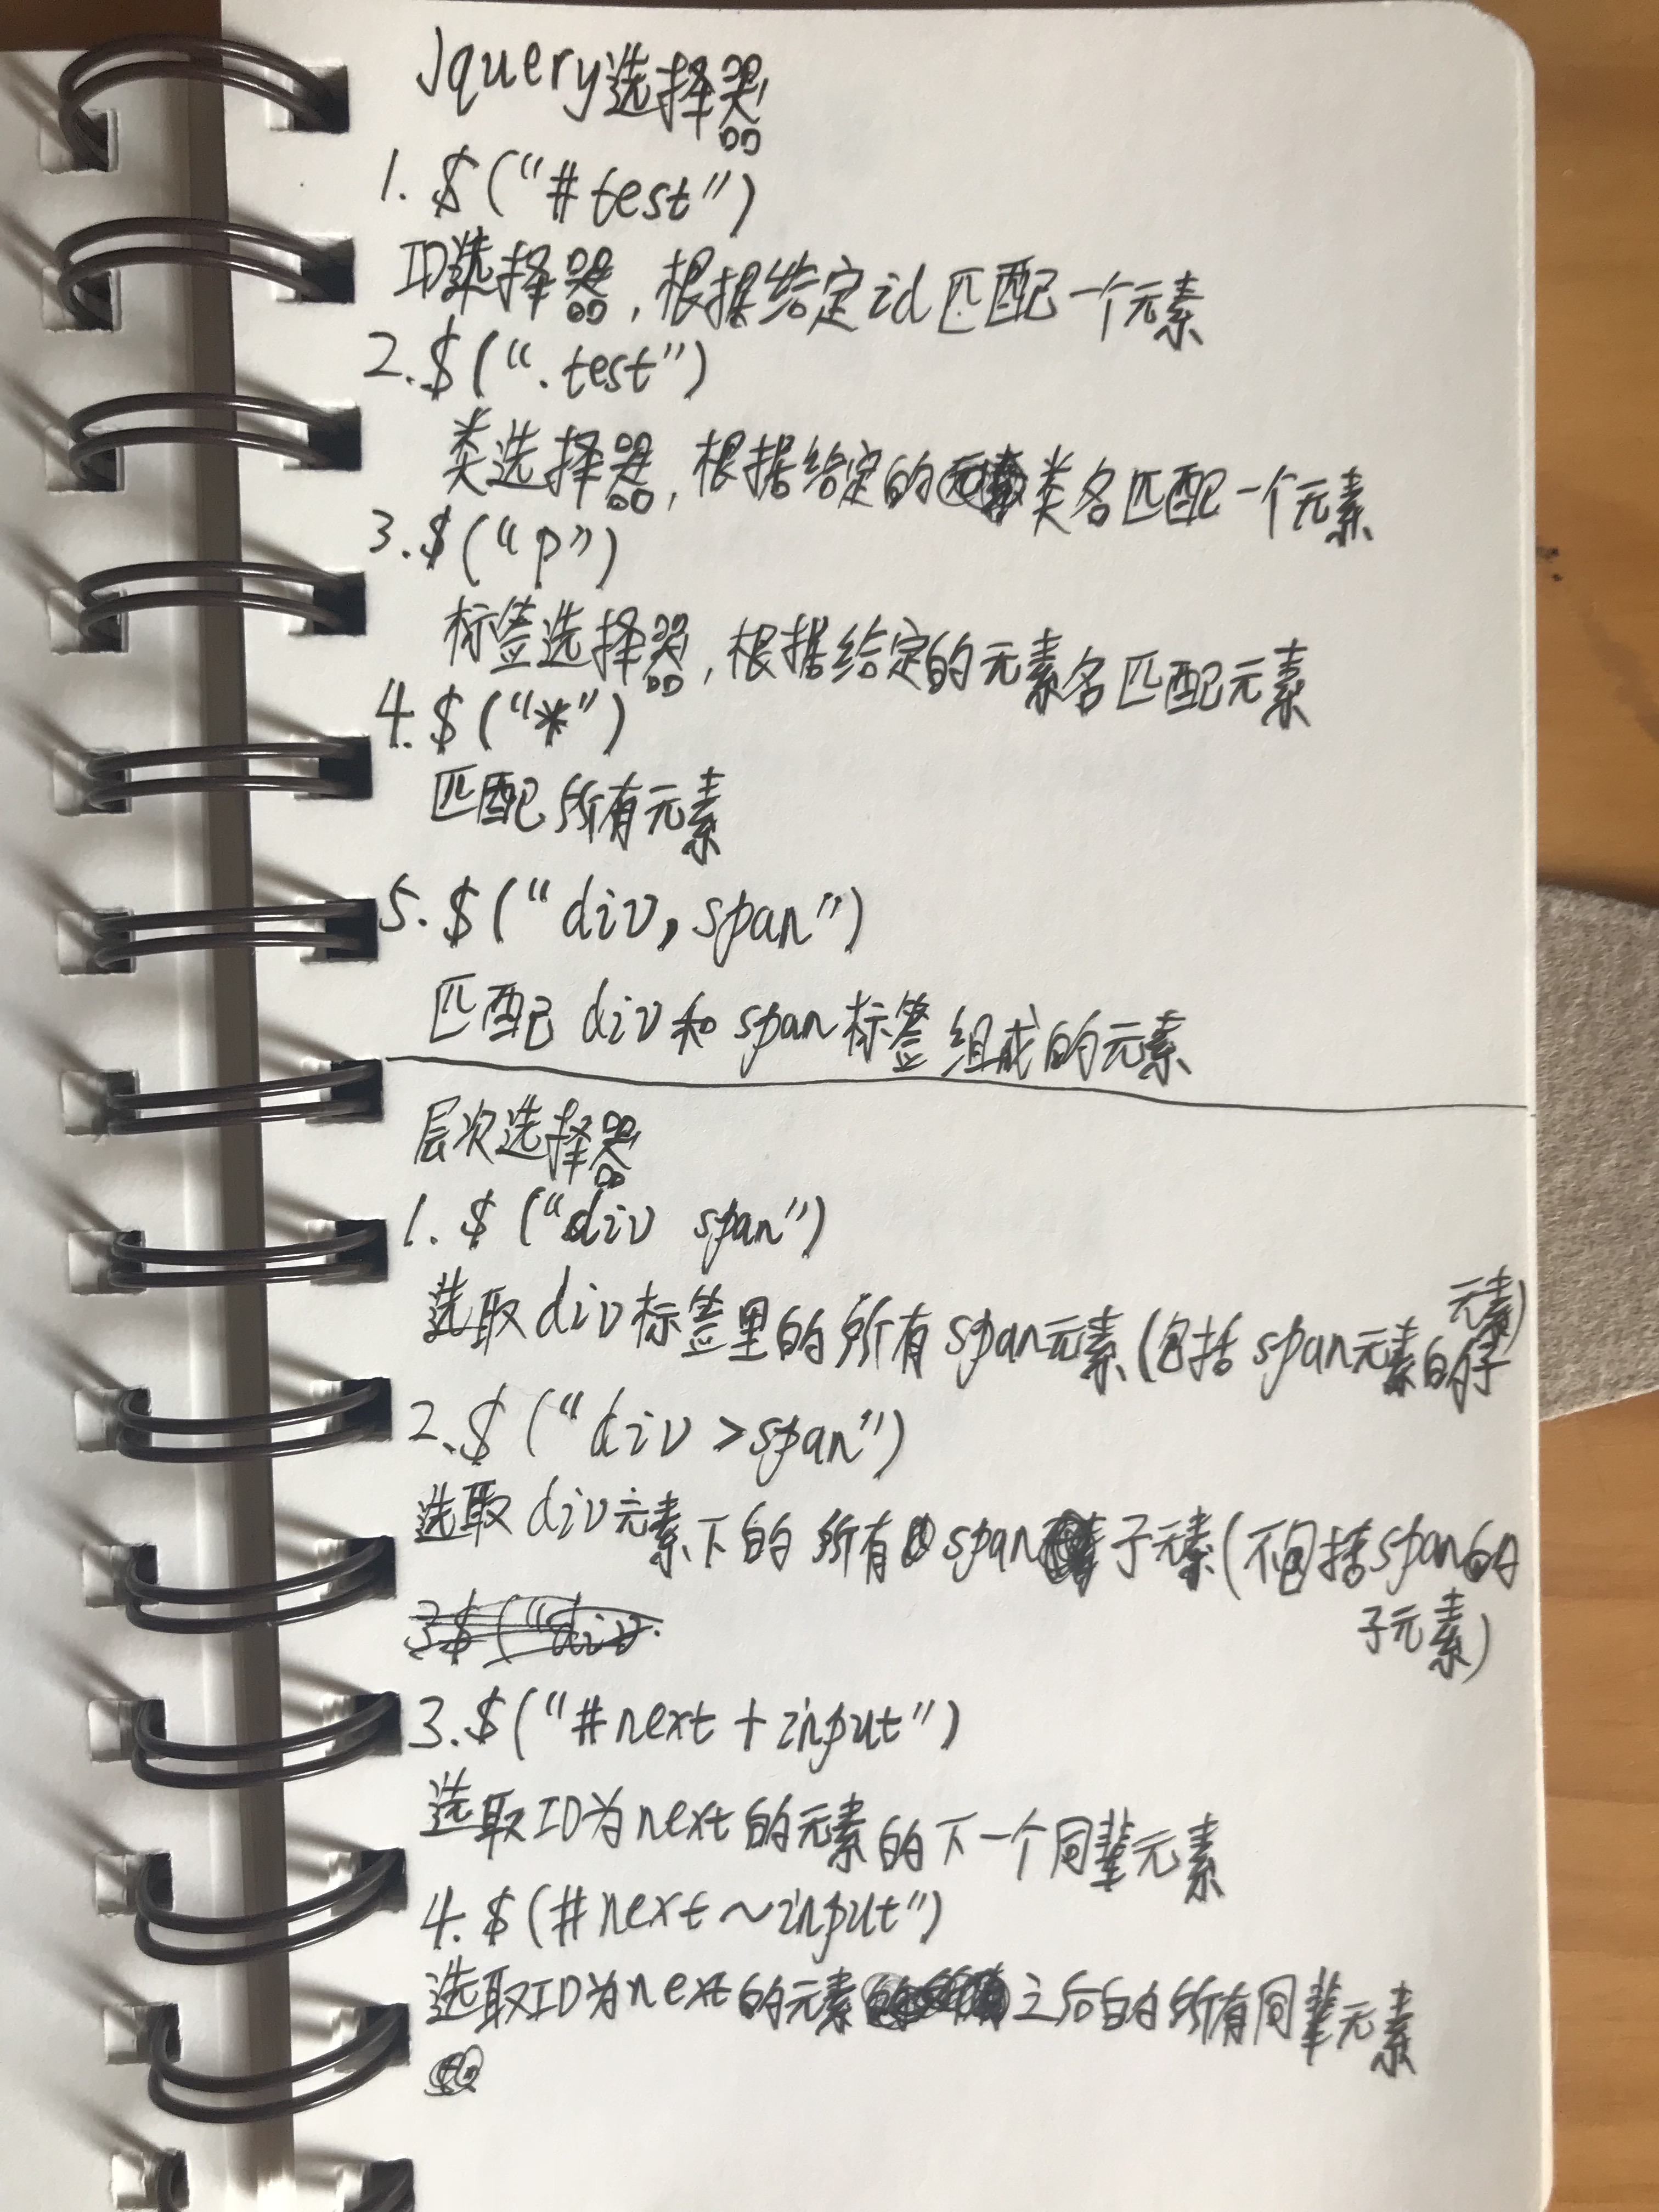 Jquery选择器
1. $("#test")
ID选择器，根据给定id匹配一个元素
2. $(".test")
类选择器，根据给定的类名匹配一个元素
3. $("p")
标签选择器，根据给定的元素名匹配元素
4. $("*")
匹配所有元素
5. $("div, span")
匹配div和span标签组成的元素
层次选择器
1. $("div span")
选取div标签里的所有span元素(包括span元素的子
元素)
2. $("div >span")
选取div元素下的所有span子元素(不包括span的
子元素)
3$("div
3. $("#next + input")
选取ID为next的元素的下一个同辈元素
4. $(#next ~ input")
选取ID为next的元素之后的所有同辈元素